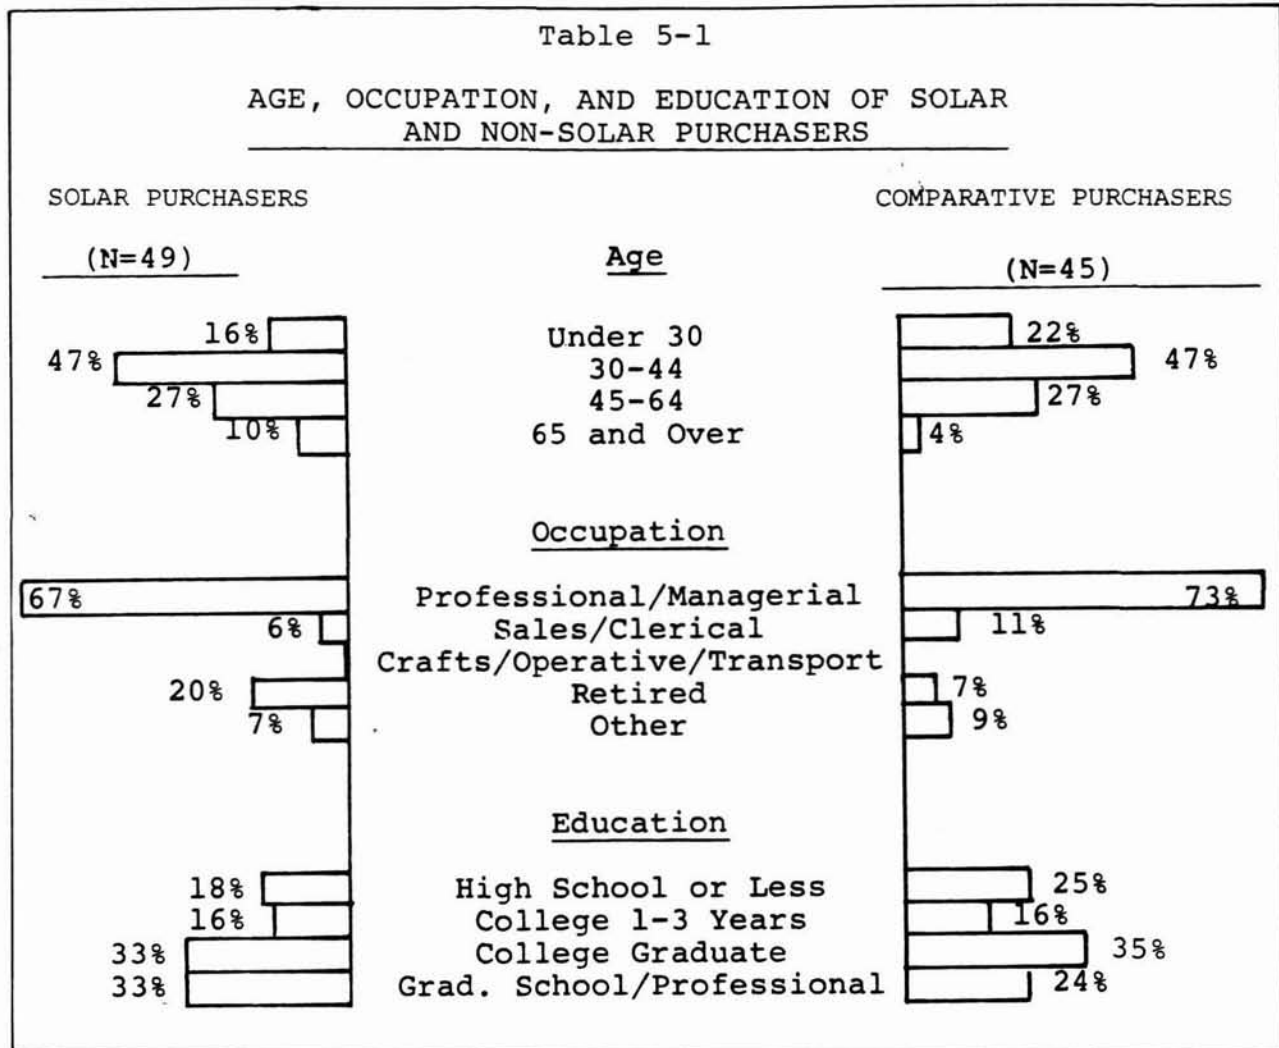 Table 5-1
AGE, OCCUPATION, AND EDUCATION OF SOLAR
AND NON-SOLAR PURCHASERS
SOLAR PURCHASERS COMPARATIVE PURCHASERS
(N=49) Age (N=45)
16% Under 30 22%
47% 30-44 47%
27% 45-64 27%
10% 65 and Over 4%
Occupation
67% Professional/Managerial 73%
6% Sales/Clerical 11%
Crafts/Operative/Transport
20% Retired 7%
7% Other 9%
Education
18% High School or Less 25%
16% College 1-3 Years 16%
33% College Graduate 35%
33% Grad. School/Professional 24%